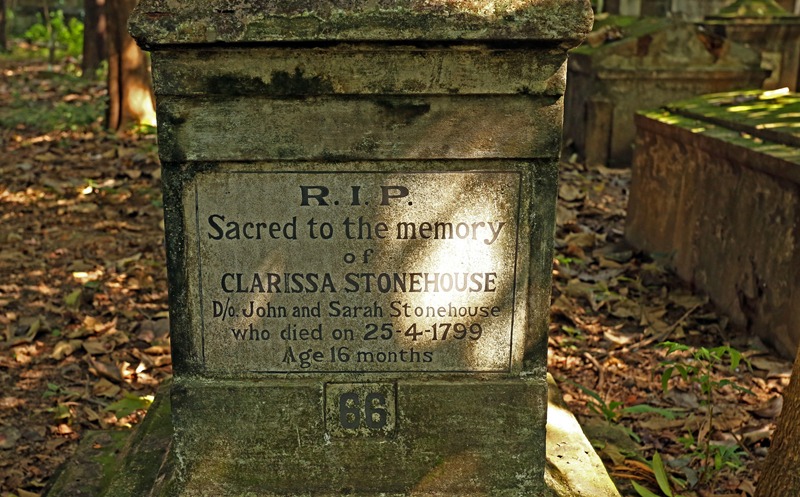 R. I. P.
Sacred to the memory
of
CLARISSA STONEHOUSE
D/o. John and Sarah Stonehouse
who died on 25-4-1799
Age 16 months
66